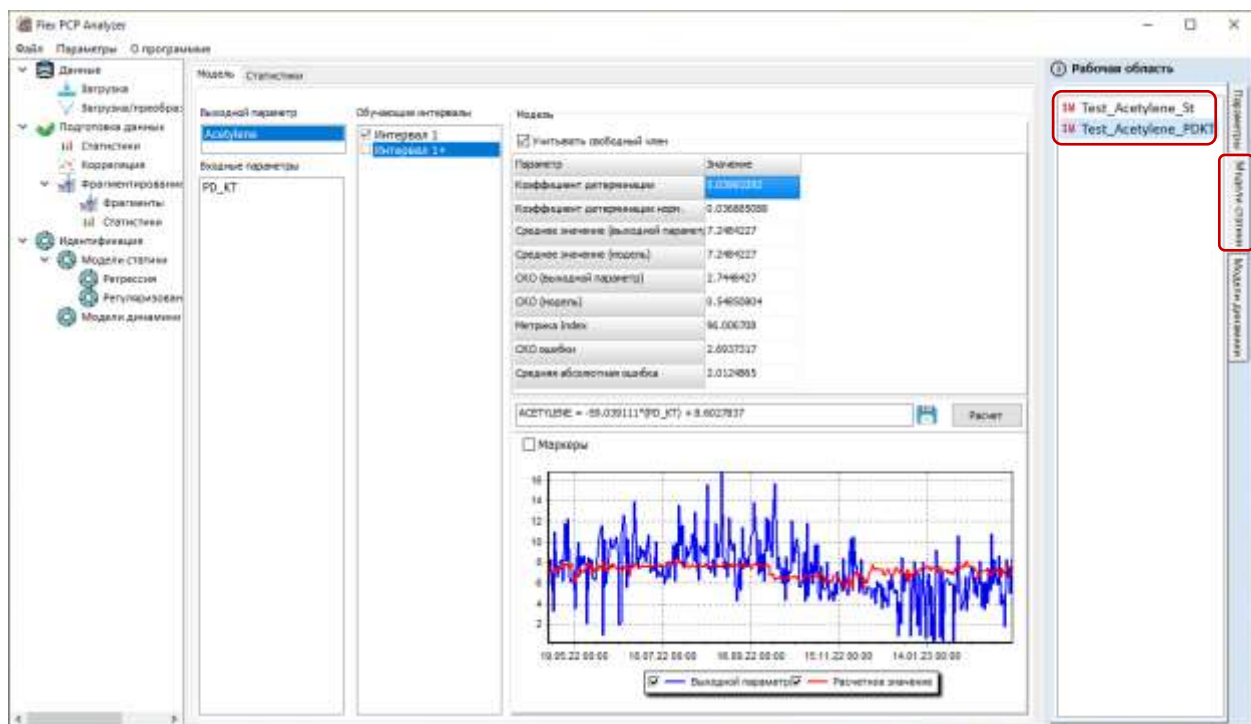 Flex PCP Analyzer
Файл Параметры О программе
Данные
Загрузка
Загрузка/преобра:
Подготовка данных
Статистики
Корреляция
Фрагментирование
Фрагменты
Статистики
Идентификация
Модели статики
Регрессия
Регуляризован
Модели динамики
Модель Статистики
Выходной параметр
Acetylene
Входные параметры
PD_KT
Обучающие интервалы
Интервал 1
Интервал 1+
Модель
Учитывать свободный член
Параметр Значение
Коэффициент детерминации
Коэффициент детерминации норм. 0.036885088
Среднее значение (выходной парамет 7.2484227
Среднее значение (модель) 7.2484227
СКО (выходной параметр) 2.7448427
СКО (модель) 0.54850804
Метрика Index 96.006708
СКО ошибки 2.6937317
Средняя абсолютная ошибка 2.0124865
ACETYLENE = -59.039111*(PD_KT) + 8.6027837
Расчет
Маркеры
16
14
12
10
8
6
4
2
19.05.22 00:00 18.07.22 00:00 16.09.22 00:00 15.11.22 00:00 14.01.23 00:00
Выходной параметр Расчетное значение
Рабочая область
SM Test_Acetylene_St
SM Test_Acetylene_PDKT
Параметры
Модели статики
Модели динамики